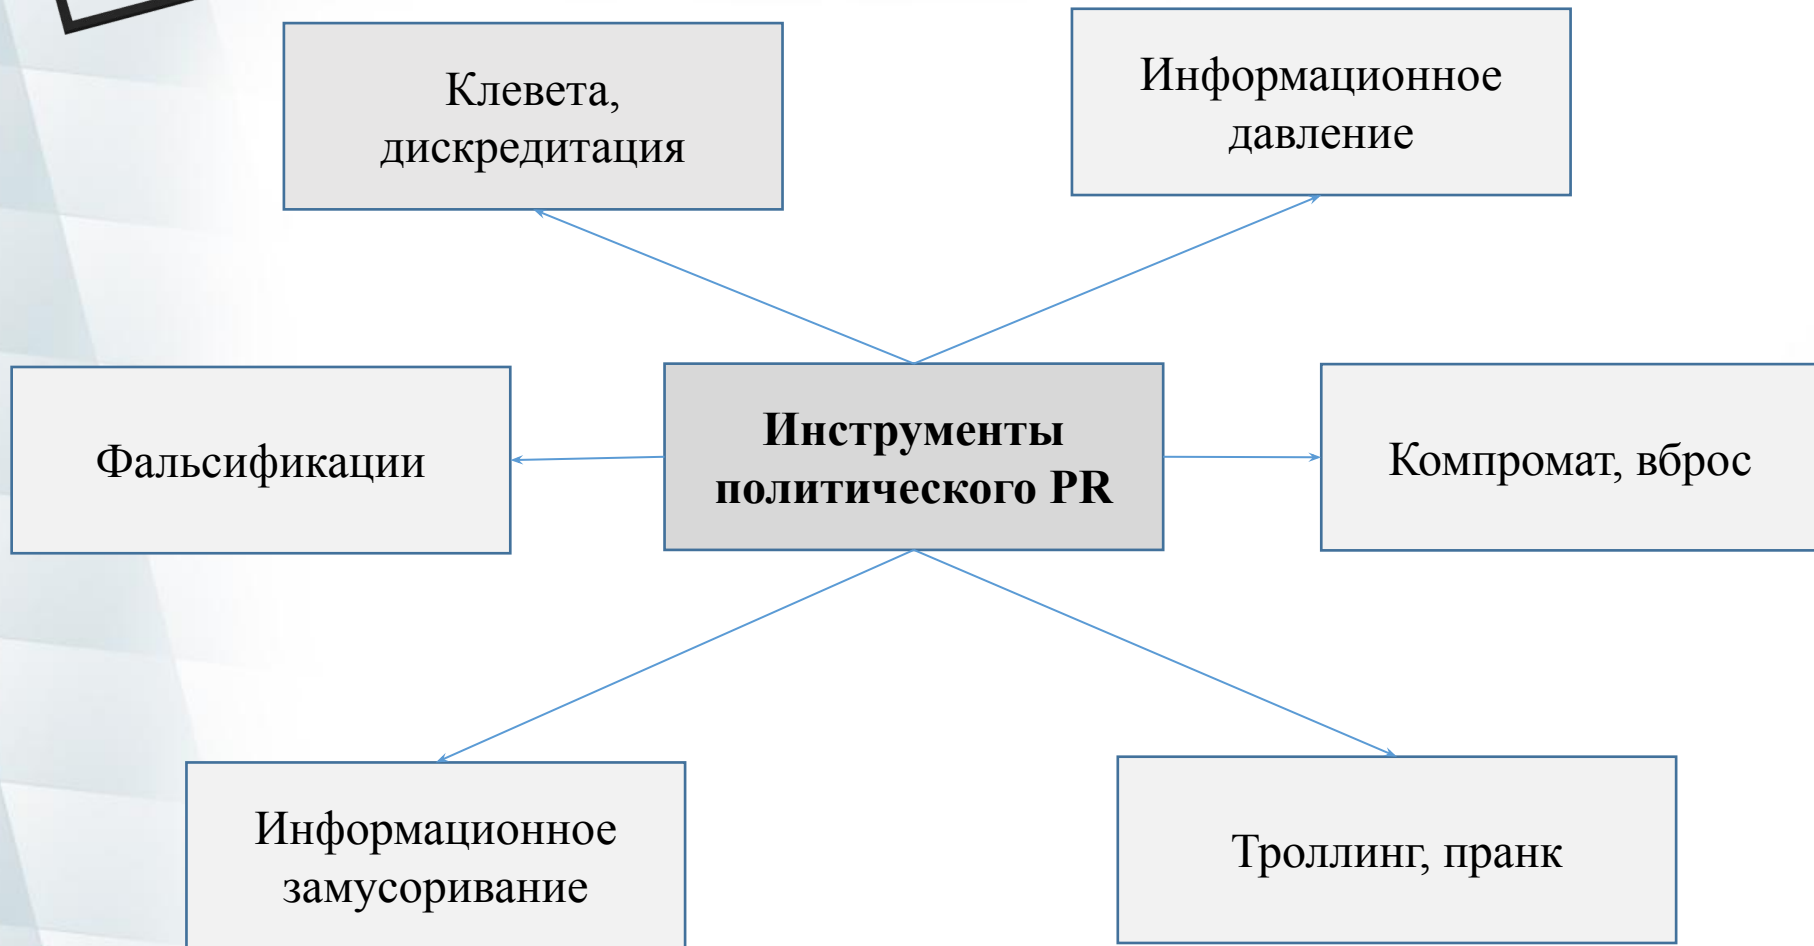 Клевета,
дискредитация
Информационное
давление
Фальсификации
Инструменты
политического PR
Компромат, вброс
Информационное
замусоривание
Троллинг, пранк